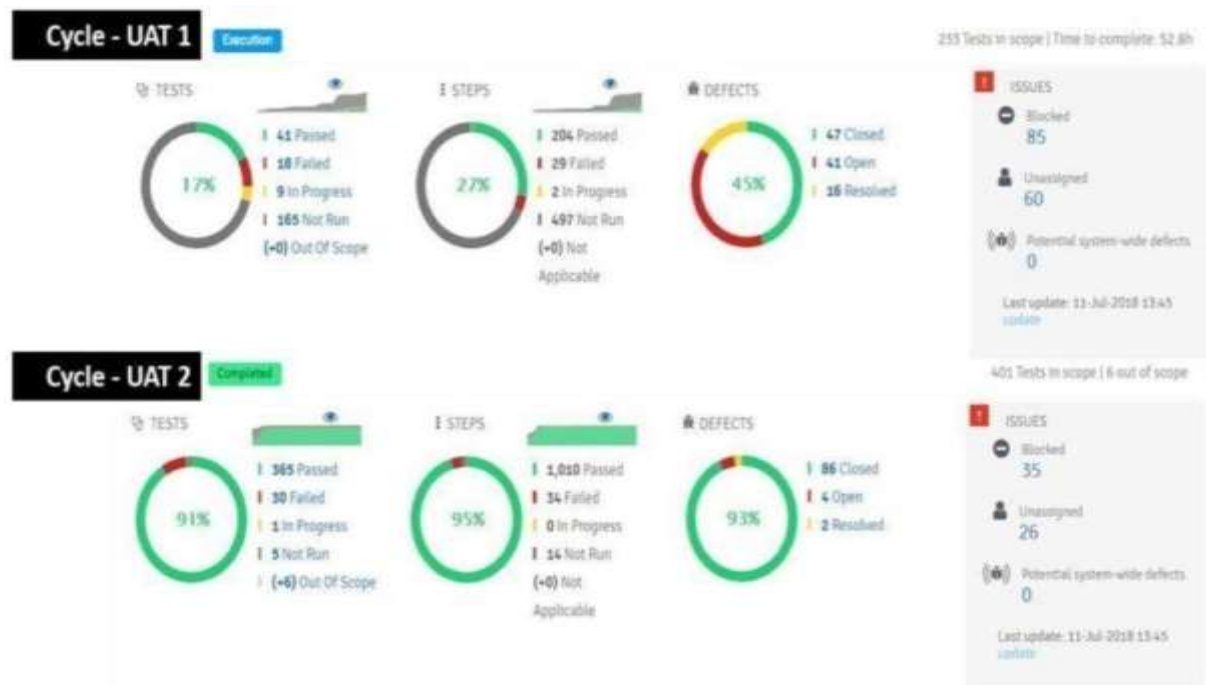 Cycle - UAT 1
Execution
233 Tests in scope | Time to complete: 52.8h
TESTS
17%
41 Passed
18 Failed
9 In Progress
165 Not Run
(+0) Out Of Scope
STEPS
27%
204 Passed
29 Failed
2 In Progress
497 Not Run
(+0) Not
Applicable
DEFECTS
45%
47 Closed
41 Open
16 Resolved
!
ISSUES
Blocked
85
Unassigned
60
Potential system-wide defects
0
Last update: 11-Jul-2018 13:45
update
Cycle - UAT 2
Completed
401 Tests in scope | 6 out of scope
TESTS
91%
365 Passed
30 Failed
1 In Progress
5 Not Run
(+6) Out Of Scope
STEPS
95%
1,010 Passed
34 Failed
0 In Progress
14 Not Run
(+0) Not
Applicable
DEFECTS
93%
86 Closed
4 Open
2 Resolved
!
ISSUES
Blocked
35
Unassigned
26
Potential system-wide defects
0
Last update: 11-Jul-2018 13:45
update